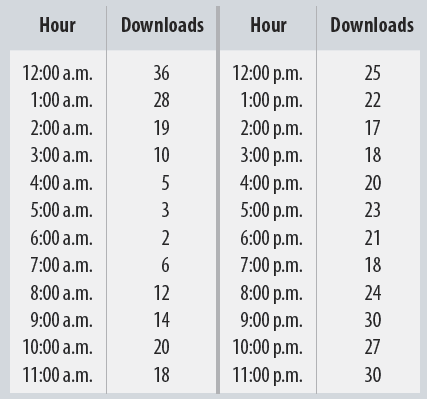 Hour Downloads Hour Downloads
12:00 a.m. 36 12:00 p.m. 25
1:00 a.m. 28 1:00 p.m. 22
2:00 a.m. 19 2:00 p.m. 17
3:00 a.m. 10 3:00 p.m. 18
4:00 a.m. 5 4:00 p.m. 20
5:00 a.m. 3 5:00 p.m. 23
6:00 a.m. 2 6:00 p.m. 21
7:00 a.m. 6 7:00 p.m. 18
8:00 a.m. 12 8:00 p.m. 24
9:00 a.m. 14 9:00 p.m. 30
10:00 a.m. 20 10:00 p.m. 27
11:00 a.m. 18 11:00 p.m. 30